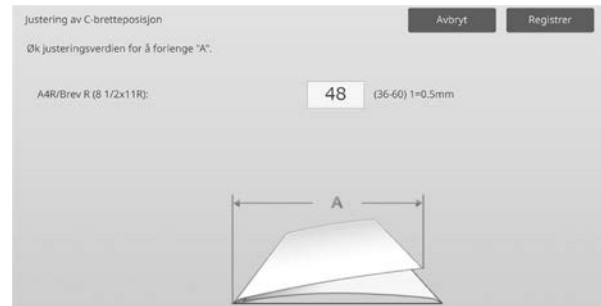 Justering av C-bretteposisjon
Avbryt
Registrer
Øk justeringsverdien for å forlenge "A".
A4R/Brev R (8 1/2x11R):
48
(36-60) 1=0.5mm
A